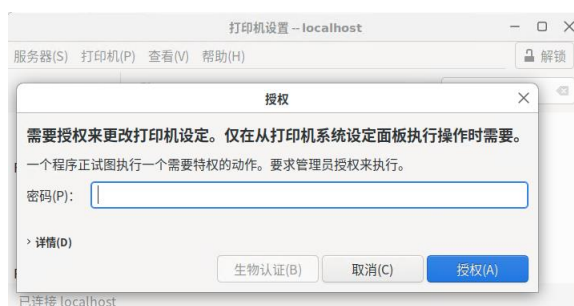 打印机设置 – localhost
服务器(S) 打印机(P) 查看(V) 帮助(H) 解锁
授权
需要授权来更改打印机设定。仅在从打印机系统设定面板执行操作时需要。
一个程序正试图执行一个需要特权的动作。要求管理员授权来执行。
密码(P):
› 详情(D)
生物认证(B) 取消(C) 授权(A)
已连接 localhost